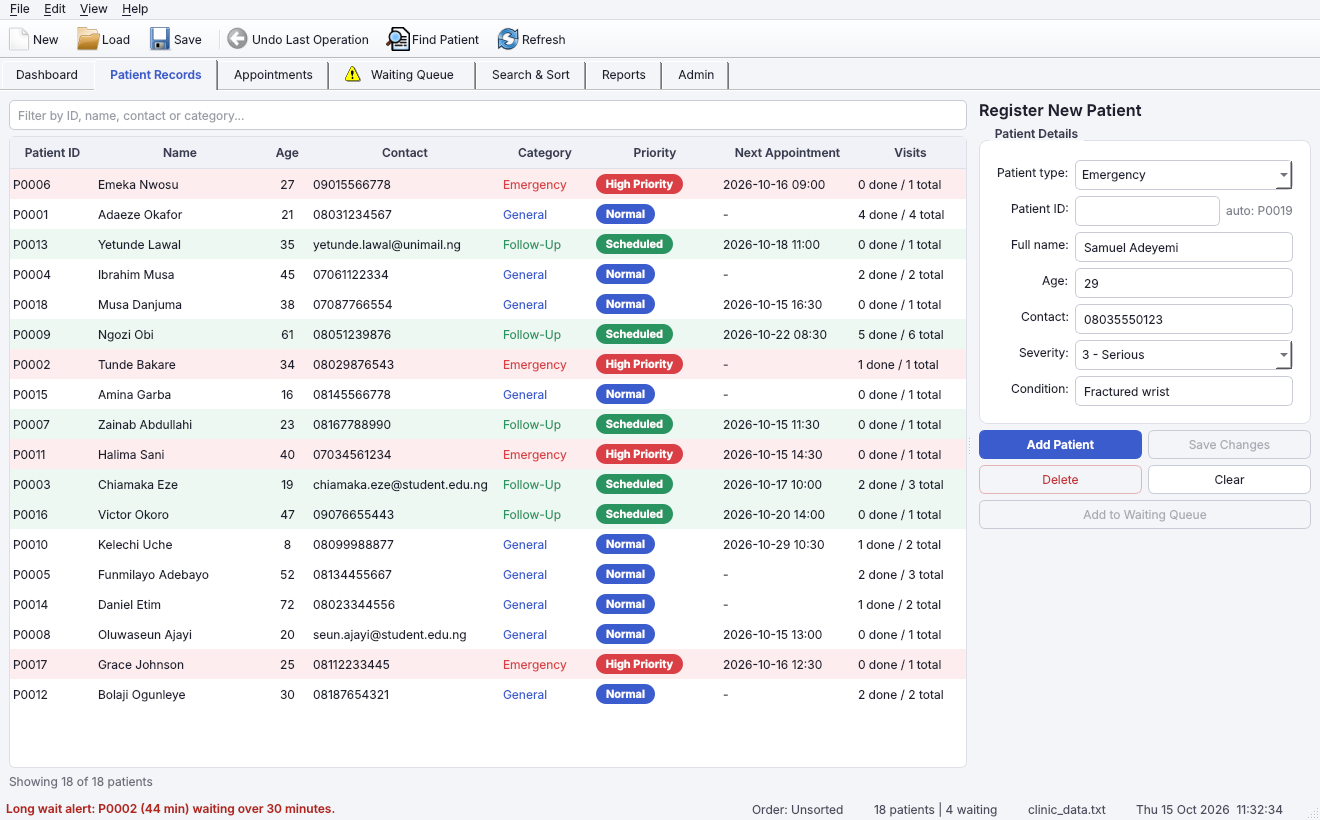 File Edit View Help
New Load Save Undo Last Operation Find Patient Refresh
Dashboard Patient Records Appointments Waiting Queue Search & Sort Reports Admin
Filter by ID, name, contact or category...
Patient ID Name Age Contact Category Priority Next Appointment Visits
P0006 Emeka Nwosu 27 09015566778 Emergency High Priority 2026-10-16 09:00 0 done / 1 total
P0001 Adaeze Okafor 21 08031234567 General Normal - 4 done / 4 total
P0013 Yetunde Lawal 35 yetunde.lawal@unimail.ng Follow-Up Scheduled 2026-10-18 11:00 0 done / 1 total
P0004 Ibrahim Musa 45 07061122334 General Normal - 2 done / 2 total
P0018 Musa Danjuma 38 07087766554 General Normal 2026-10-15 16:30 0 done / 1 total
P0009 Ngozi Obi 61 08051239876 Follow-Up Scheduled 2026-10-22 08:30 5 done / 6 total
P0002 Tunde Bakare 34 08029876543 Emergency High Priority - 1 done / 1 total
P0015 Amina Garba 16 08145566778 General Normal - 0 done / 1 total
P0007 Zainab Abdullahi 23 08167788990 Follow-Up Scheduled 2026-10-15 11:30 0 done / 1 total
P0011 Halima Sani 40 07034561234 Emergency High Priority 2026-10-15 14:30 0 done / 1 total
P0003 Chiamaka Eze 19 chiamaka.eze@student.edu.ng Follow-Up Scheduled 2026-10-17 10:00 2 done / 3 total
P0016 Victor Okoro 47 09076655443 Follow-Up Scheduled 2026-10-20 14:00 0 done / 1 total
P0010 Kelechi Uche 8 08099988877 General Normal 2026-10-29 10:30 1 done / 2 total
P0005 Funmilayo Adebayo 52 08134455667 General Normal - 2 done / 3 total
P0014 Daniel Etim 72 08023344556 General Normal - 1 done / 2 total
P0008 Oluwaseun Ajayi 20 seun.ajayi@student.edu.ng General Normal 2026-10-15 13:00 0 done / 1 total
P0017 Grace Johnson 25 08112233445 Emergency High Priority 2026-10-16 12:30 0 done / 1 total
P0012 Bolaji Ogunleye 30 08187654321 General Normal - 2 done / 2 total
Showing 18 of 18 patients
Register New Patient
Patient Details
Patient type: Emergency
Patient ID: auto: P0019
Full name: Samuel Adeyemi
Age: 29
Contact: 08035550123
Severity: 3 - Serious
Condition: Fractured wrist
Add Patient Save Changes
Delete Clear
Add to Waiting Queue
Long wait alert: P0002 (44 min) waiting over 30 minutes. Order: Unsorted 18 patients | 4 waiting clinic_data.txt Thu 15 Oct 2026 11:32:34